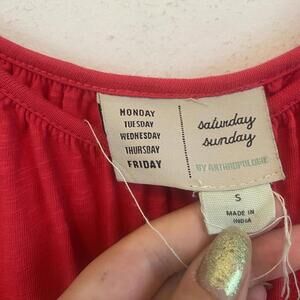 MONDAY
TUESDAY
WEDNESDAY
THURSDAY
FRIDAY
saturday
sunday
BY ANTHROPOLOGIE
S
MADE IN
INDIA